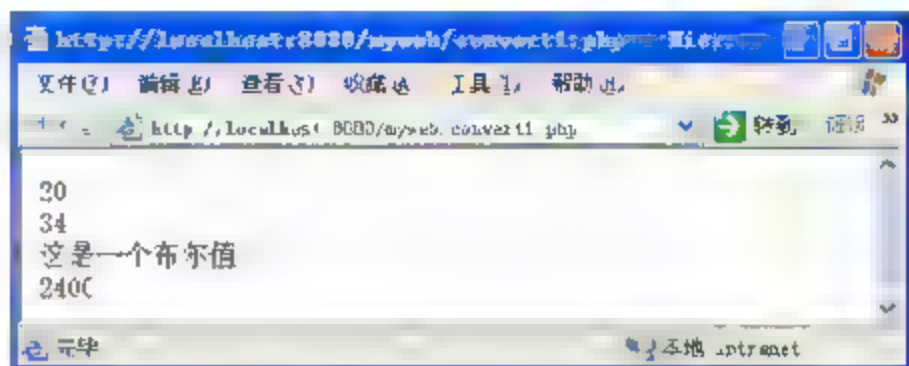 http://localhost:8080/myweb/convert1.php
文件(F) 编辑(E) 查看(V) 收藏(A) 工具(T) 帮助(H)
http://localhost:8080/myweb/convert1.php 转到
20
34
这是一个布尔值
2400
完毕 本地 Intranet